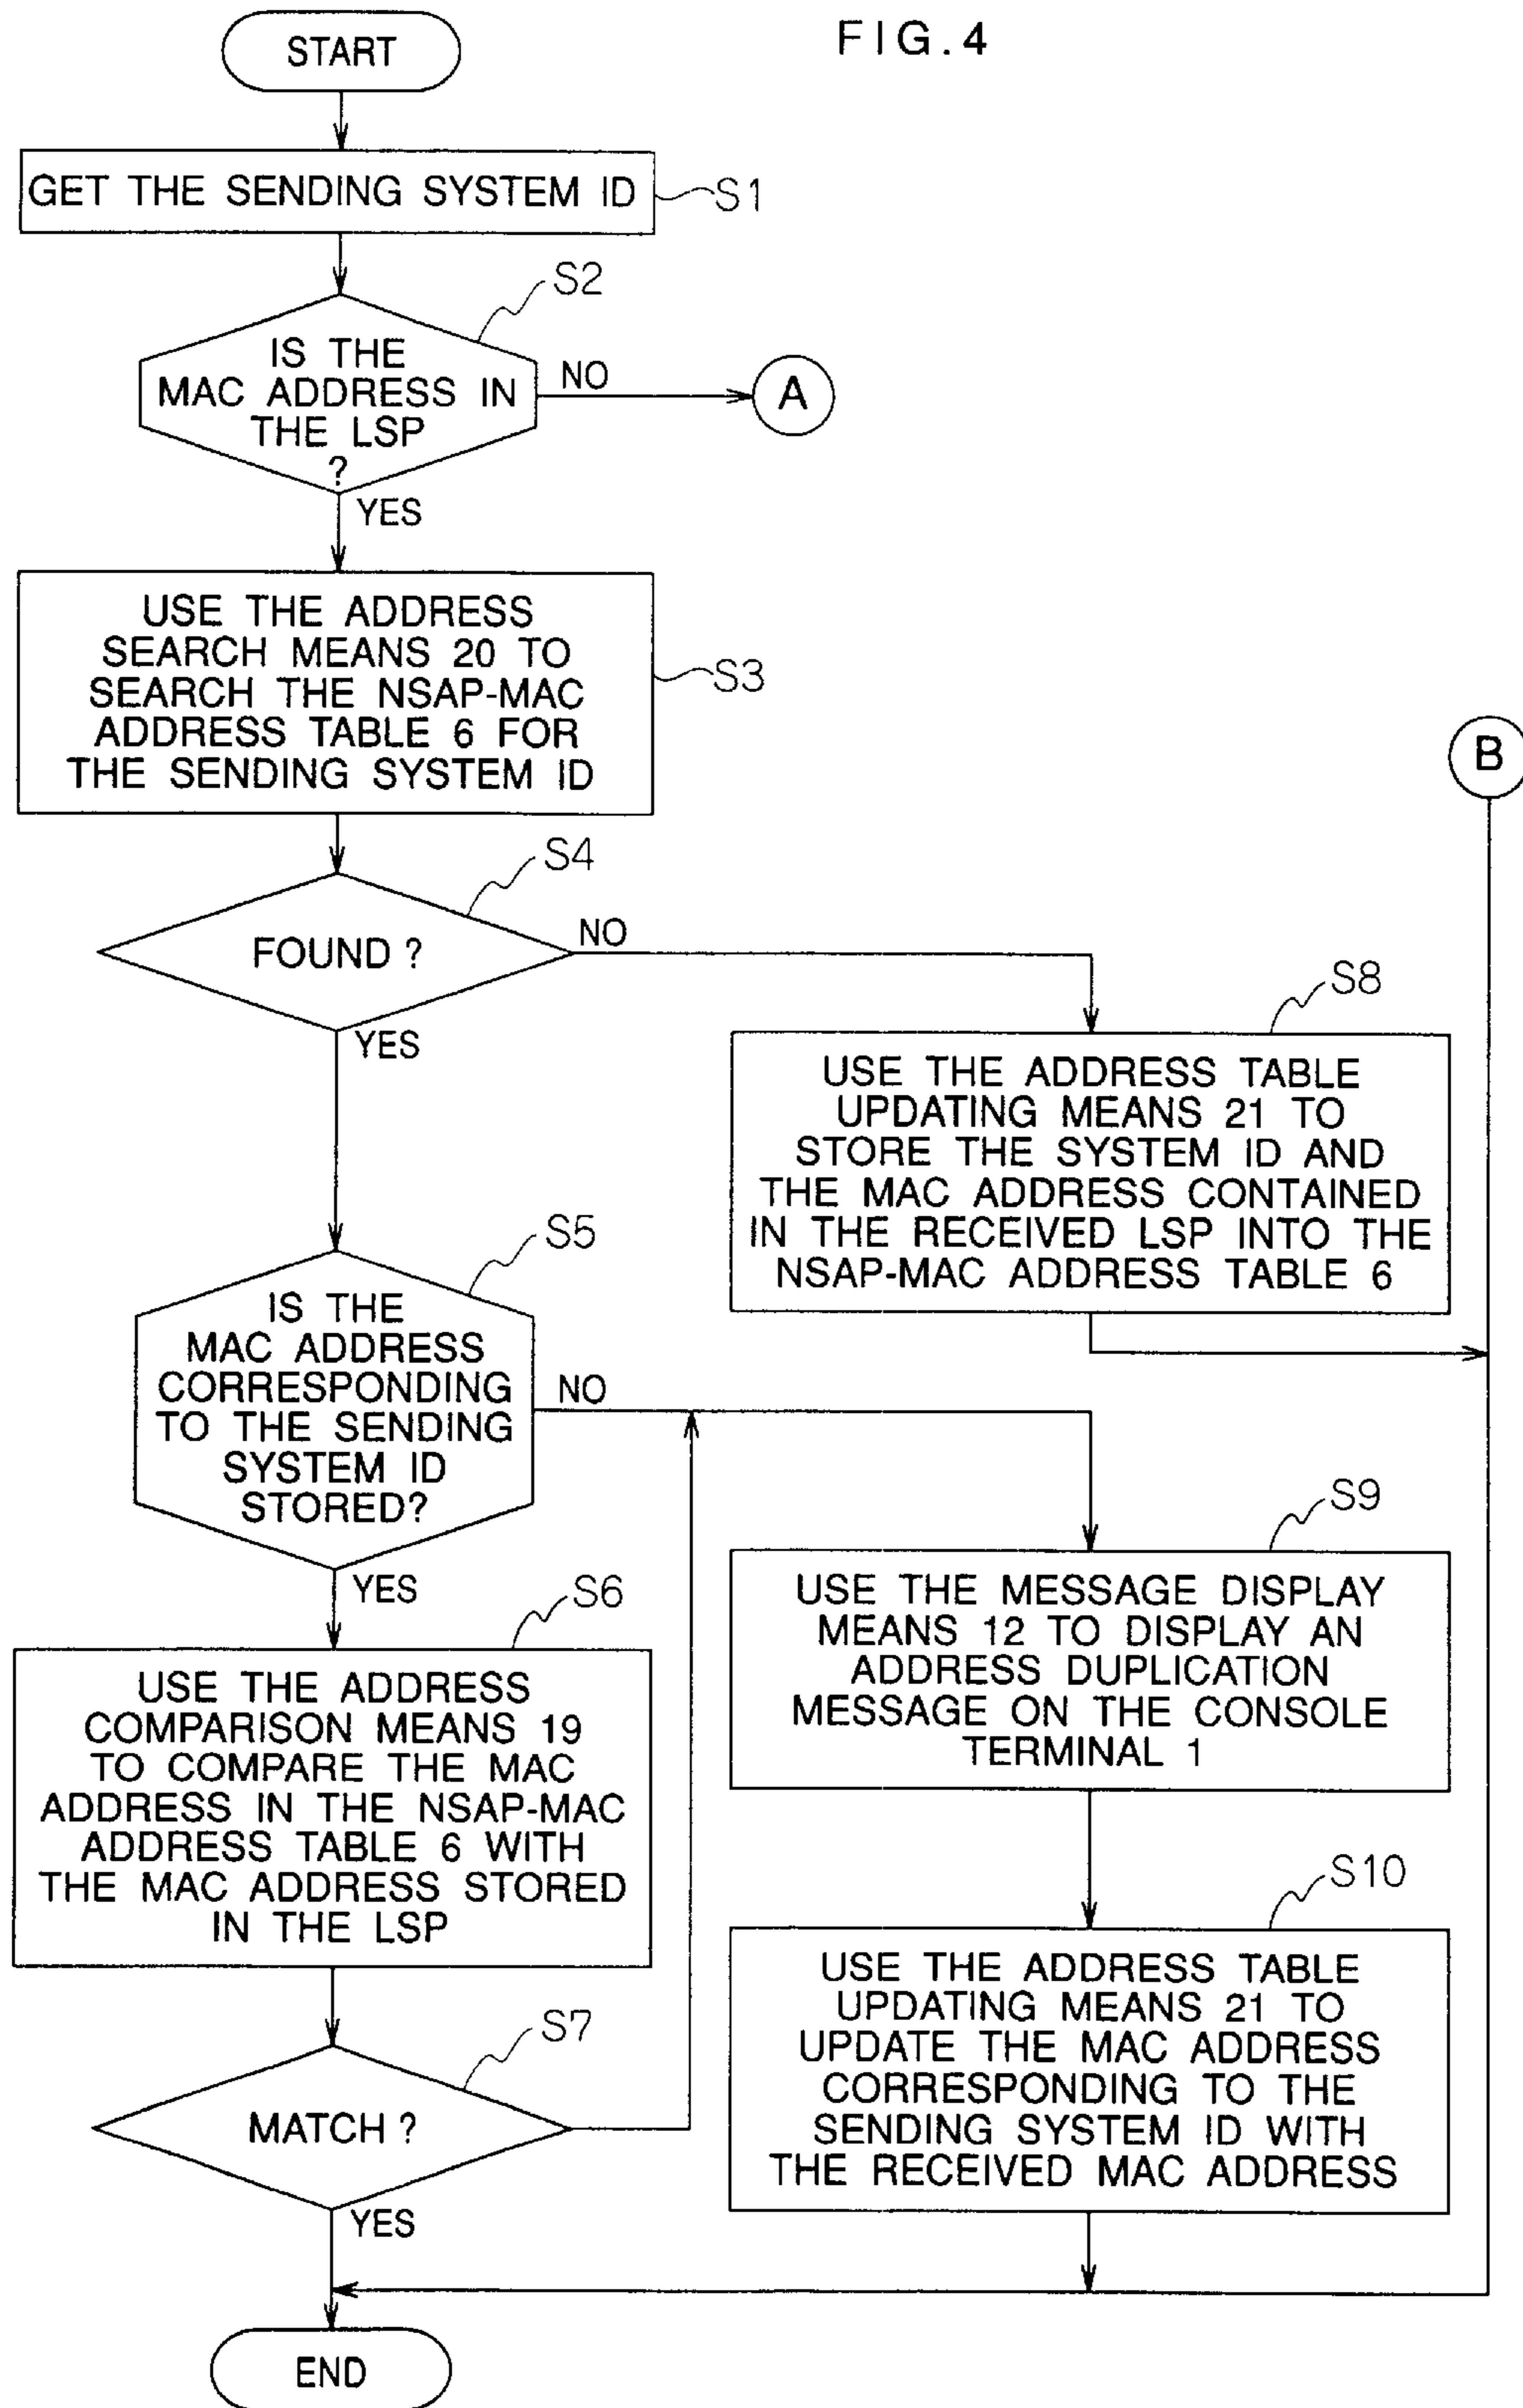 FIG.4
START
GET THE SENDING SYSTEM ID
S1
S2
IS THE
MAC ADDRESS IN
THE LSP
?
NO
A
YES
USE THE ADDRESS
SEARCH MEANS 20 TO
SEARCH THE NSAP-MAC
ADDRESS TABLE 6 FOR
THE SENDING SYSTEM ID
S3
B
S4
FOUND ?
NO
YES
S8
USE THE ADDRESS TABLE
UPDATING MEANS 21 TO
STORE THE SYSTEM ID AND
THE MAC ADDRESS CONTAINED
IN THE RECEIVED LSP INTO THE
NSAP-MAC ADDRESS TABLE 6
S5
IS THE
MAC ADDRESS
CORRESPONDING
TO THE SENDING
SYSTEM ID
STORED?
NO
YES
S9
USE THE MESSAGE DISPLAY
MEANS 12 TO DISPLAY AN
ADDRESS DUPLICATION
MESSAGE ON THE CONSOLE
TERMINAL 1
S6
USE THE ADDRESS
COMPARISON MEANS 19
TO COMPARE THE MAC
ADDRESS IN THE NSAP-MAC
ADDRESS TABLE 6 WITH
THE MAC ADDRESS STORED
IN THE LSP
S10
USE THE ADDRESS TABLE
UPDATING MEANS 21 TO
UPDATE THE MAC ADDRESS
CORRESPONDING TO THE
SENDING SYSTEM ID WITH
THE RECEIVED MAC ADDRESS
S7
MATCH ?
YES
END